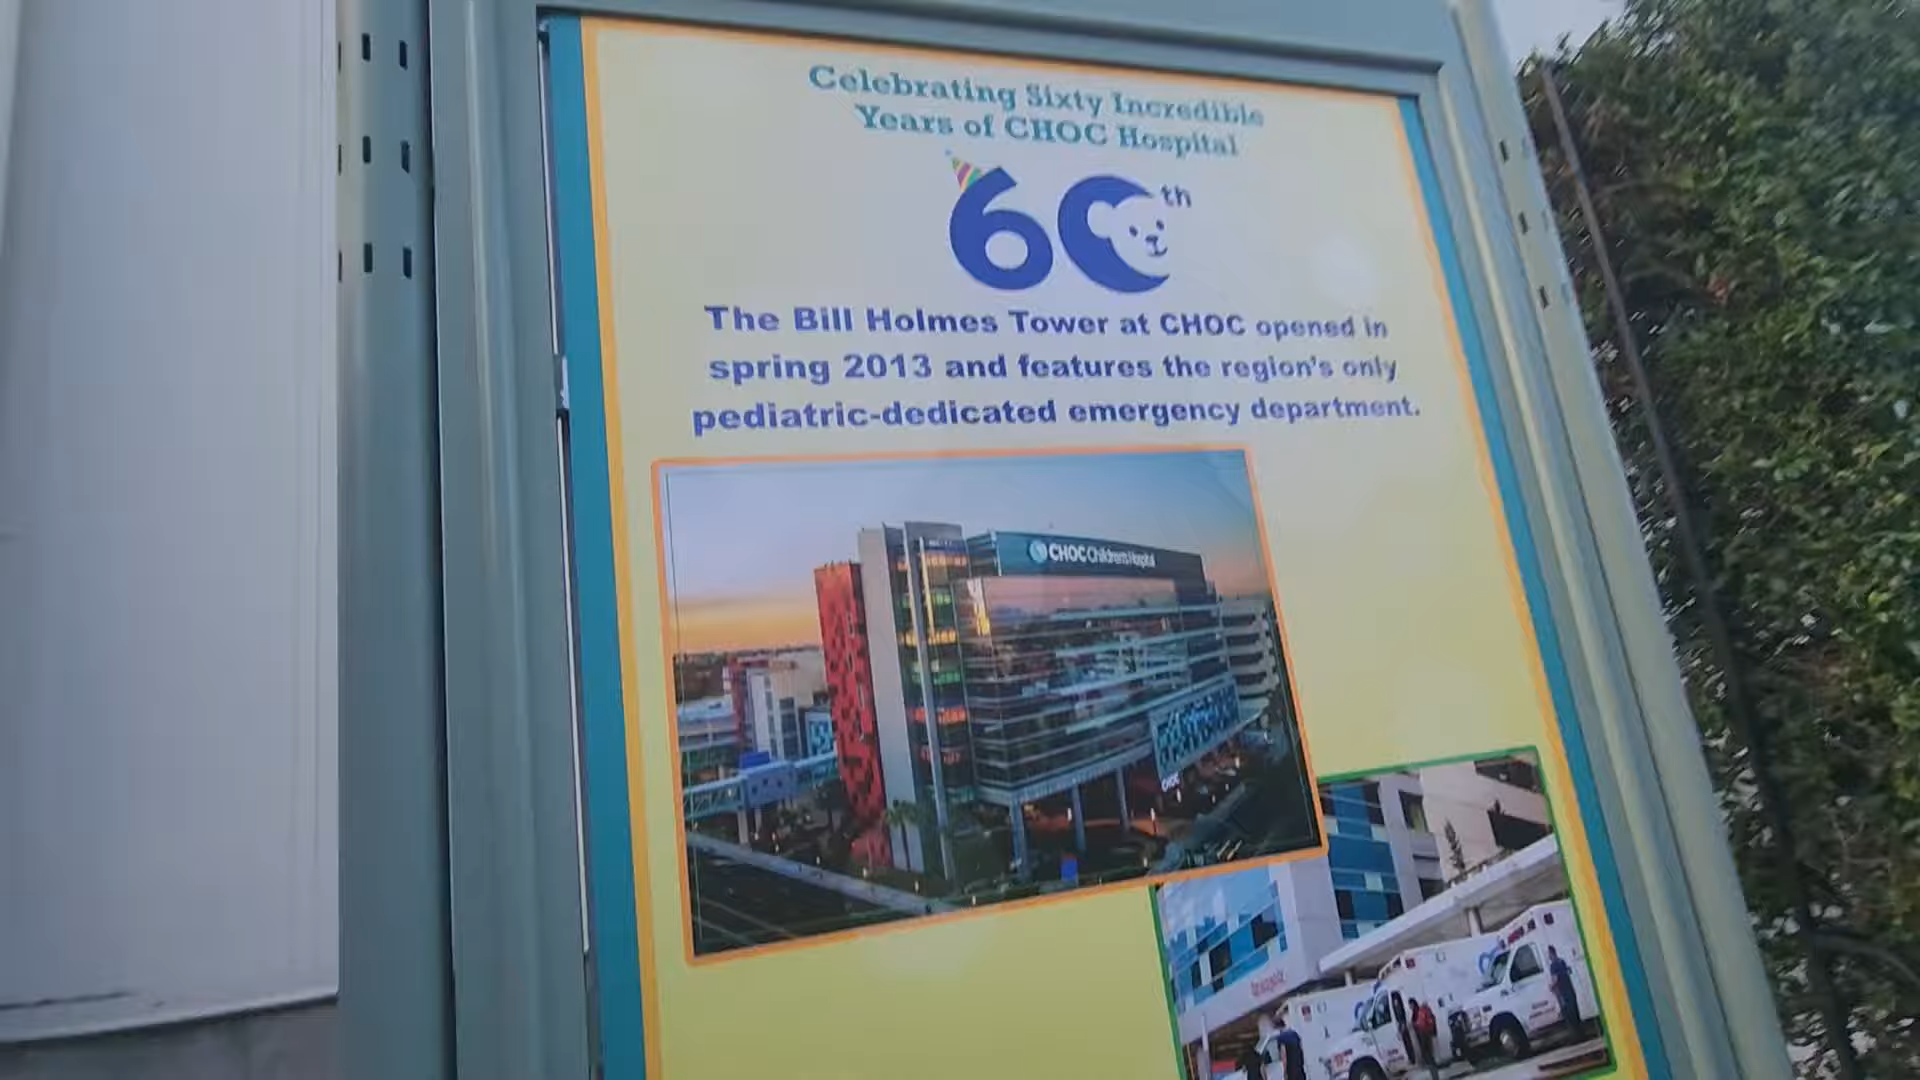 Celebrating Sixty Incredible
Years of CHOC Hospital
60th
The Bill Holmes Tower at CHOC opened in
spring 2013 and features the region's only
pediatric-dedicated emergency department.
CHOC Children's Hospital
CHOC